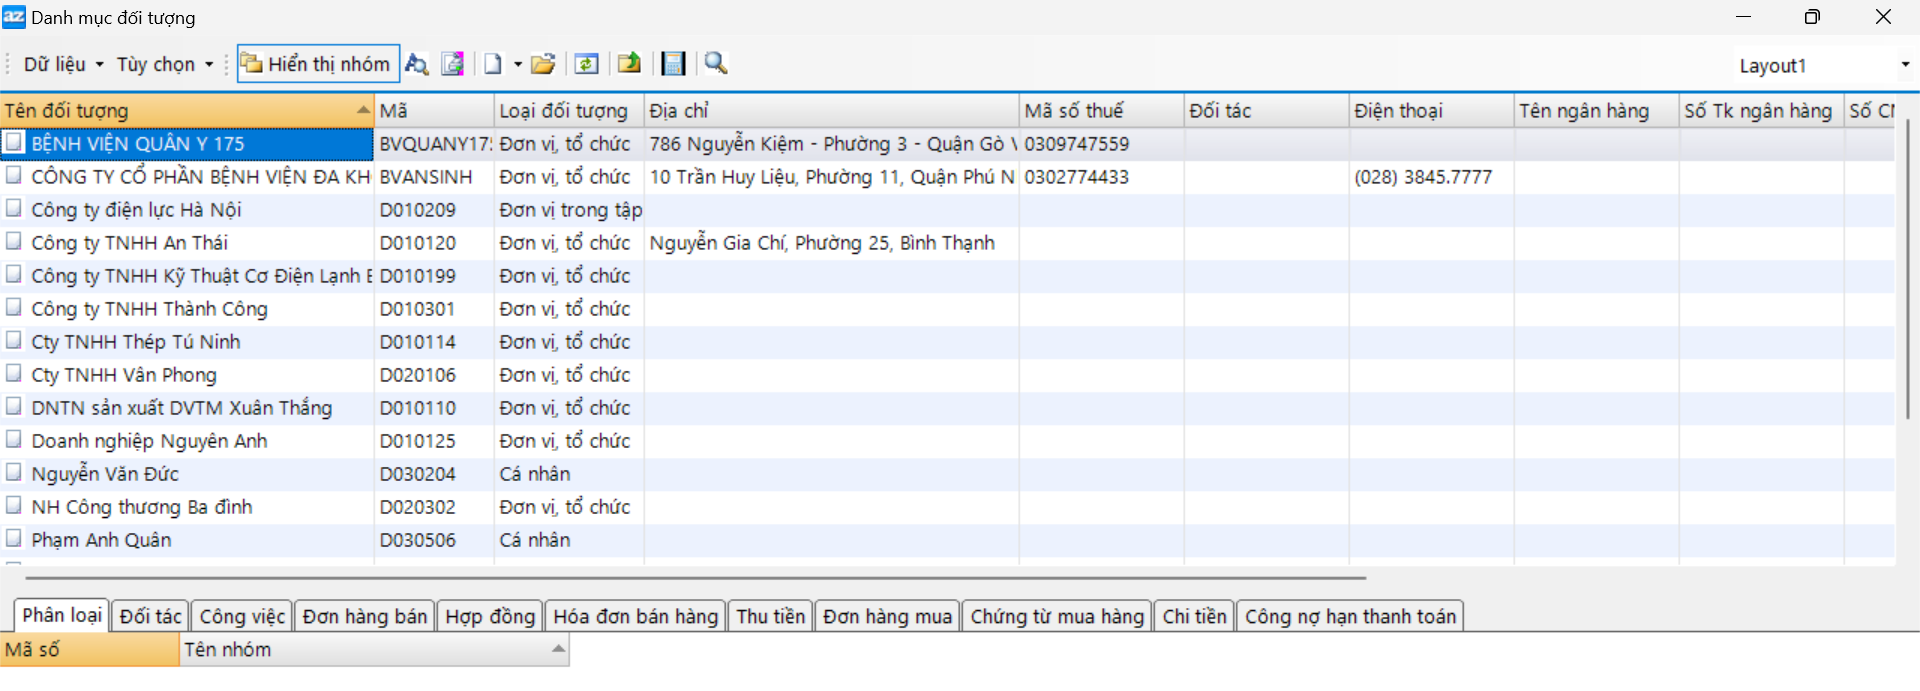 az Danh mục đối tượng
Dữ liệu Tùy chọn Hiển thị nhóm Layout1
Tên đối tượng Mã Loại đối tượng Địa chỉ Mã số thuế Đối tác Điện thoại Tên ngân hàng Số Tk ngân hàng Số
BỆNH VIỆN QUÂN Y 175 BVQUANY175 Đơn vị, tổ chức 786 Nguyễn Kiệm - Phường 3 - Quận Gò 0309747559
CÔNG TY CỔ PHẦN BỆNH VIỆN ĐA KH BVANSINH Đơn vị, tổ chức 10 Trần Huy Liệu, Phường 11, Quận Phú N 0302774433 (028) 3845.7777
Công ty điện lực Hà Nội D010209 Đơn vị trong tập
Công ty TNHH An Thái D010120 Đơn vị, tổ chức Nguyễn Gia Chí, Phường 25, Bình Thạnh
Công ty TNHH Kỹ Thuật Cơ Điện Lạnh D010199 Đơn vị, tổ chức
Công ty TNHH Thành Công D010301 Đơn vị, tổ chức
Cty TNHH Thép Tú Ninh D010114 Đơn vị, tổ chức
Cty TNHH Vân Phong D020106 Đơn vị, tổ chức
DNTN sản xuất DVTM Xuân Thắng D010110 Đơn vị, tổ chức
Doanh nghiệp Nguyên Anh D010125 Đơn vị, tổ chức
Nguyễn Văn Đức D030204 Cá nhân
NH Công thương Ba đình D020302 Đơn vị, tổ chức
Phạm Anh Quân D030506 Cá nhân
Phân loại Đối tác Công việc Đơn hàng bán Hợp đồng Hóa đơn bán hàng Thu tiền Đơn hàng mua Chứng từ mua hàng Chi tiền Công nợ hạn thanh toán
Mã số Tên nhóm